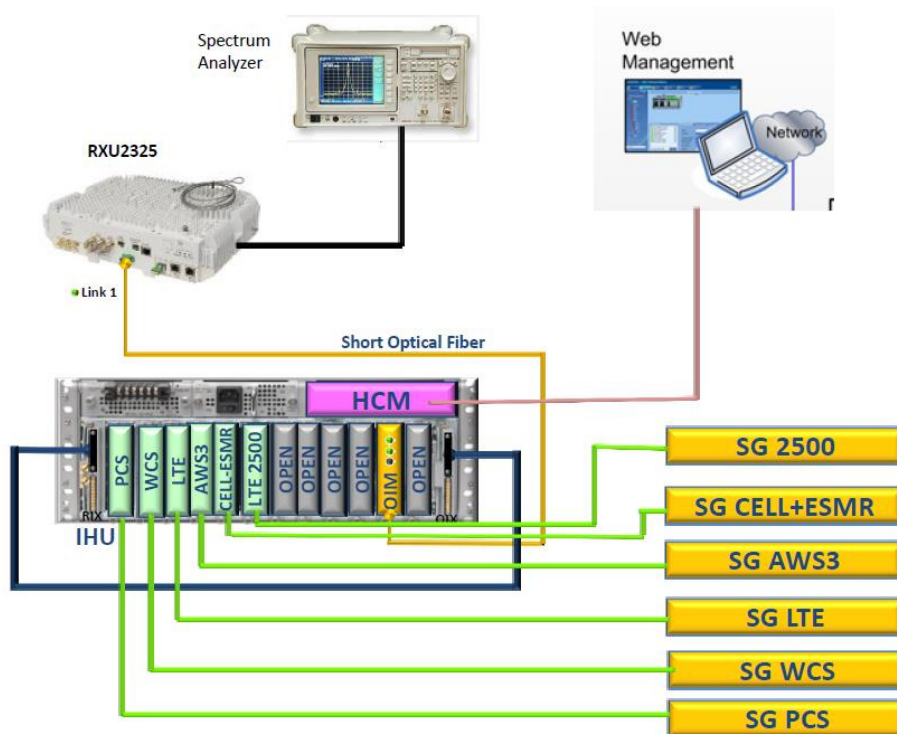 Spectrum
Analyzer
Web
Management
Network
RXU2325
Link 1
Short Optical Fiber
HCM
PCS
WCS
LTE
AWS3
CELL-ESMR
LTE 2500
OPEN
OPEN
OPEN
OPEN
OIM
OPEN
RIX
OIX
IHU
SG 2500
SG CELL+ESMR
SG AWS3
SG LTE
SG WCS
SG PCS